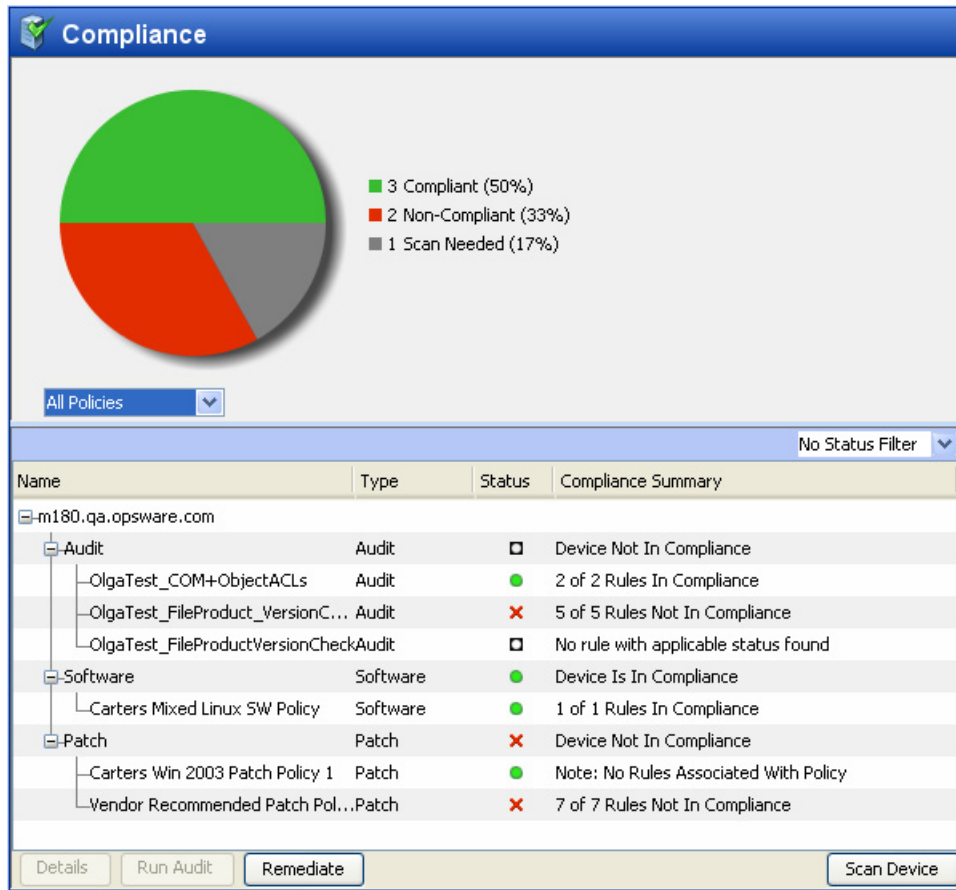 Compliance
3 Compliant (50%)
2 Non-Compliant (33%)
1 Scan Needed (17%)
All Policies
No Status Filter
Name Type Status Compliance Summary
m180.qa.opsware.com
Audit Audit Device Not In Compliance
OlgaTest_COM+ObjectACLs Audit 2 of 2 Rules In Compliance
OlgaTest_FileProduct_VersionC... Audit 5 of 5 Rules Not In Compliance
OlgaTest_FileProductVersionCheck Audit No rule with applicable status found
Software Software Device Is In Compliance
Carters Mixed Linux SW Policy Software 1 of 1 Rules In Compliance
Patch Patch Device Not In Compliance
Carters Win 2003 Patch Policy 1 Patch Note: No Rules Associated With Policy
Vendor Recommended Patch Pol... Patch 7 of 7 Rules Not In Compliance
Details Run Audit Remediate Scan Device